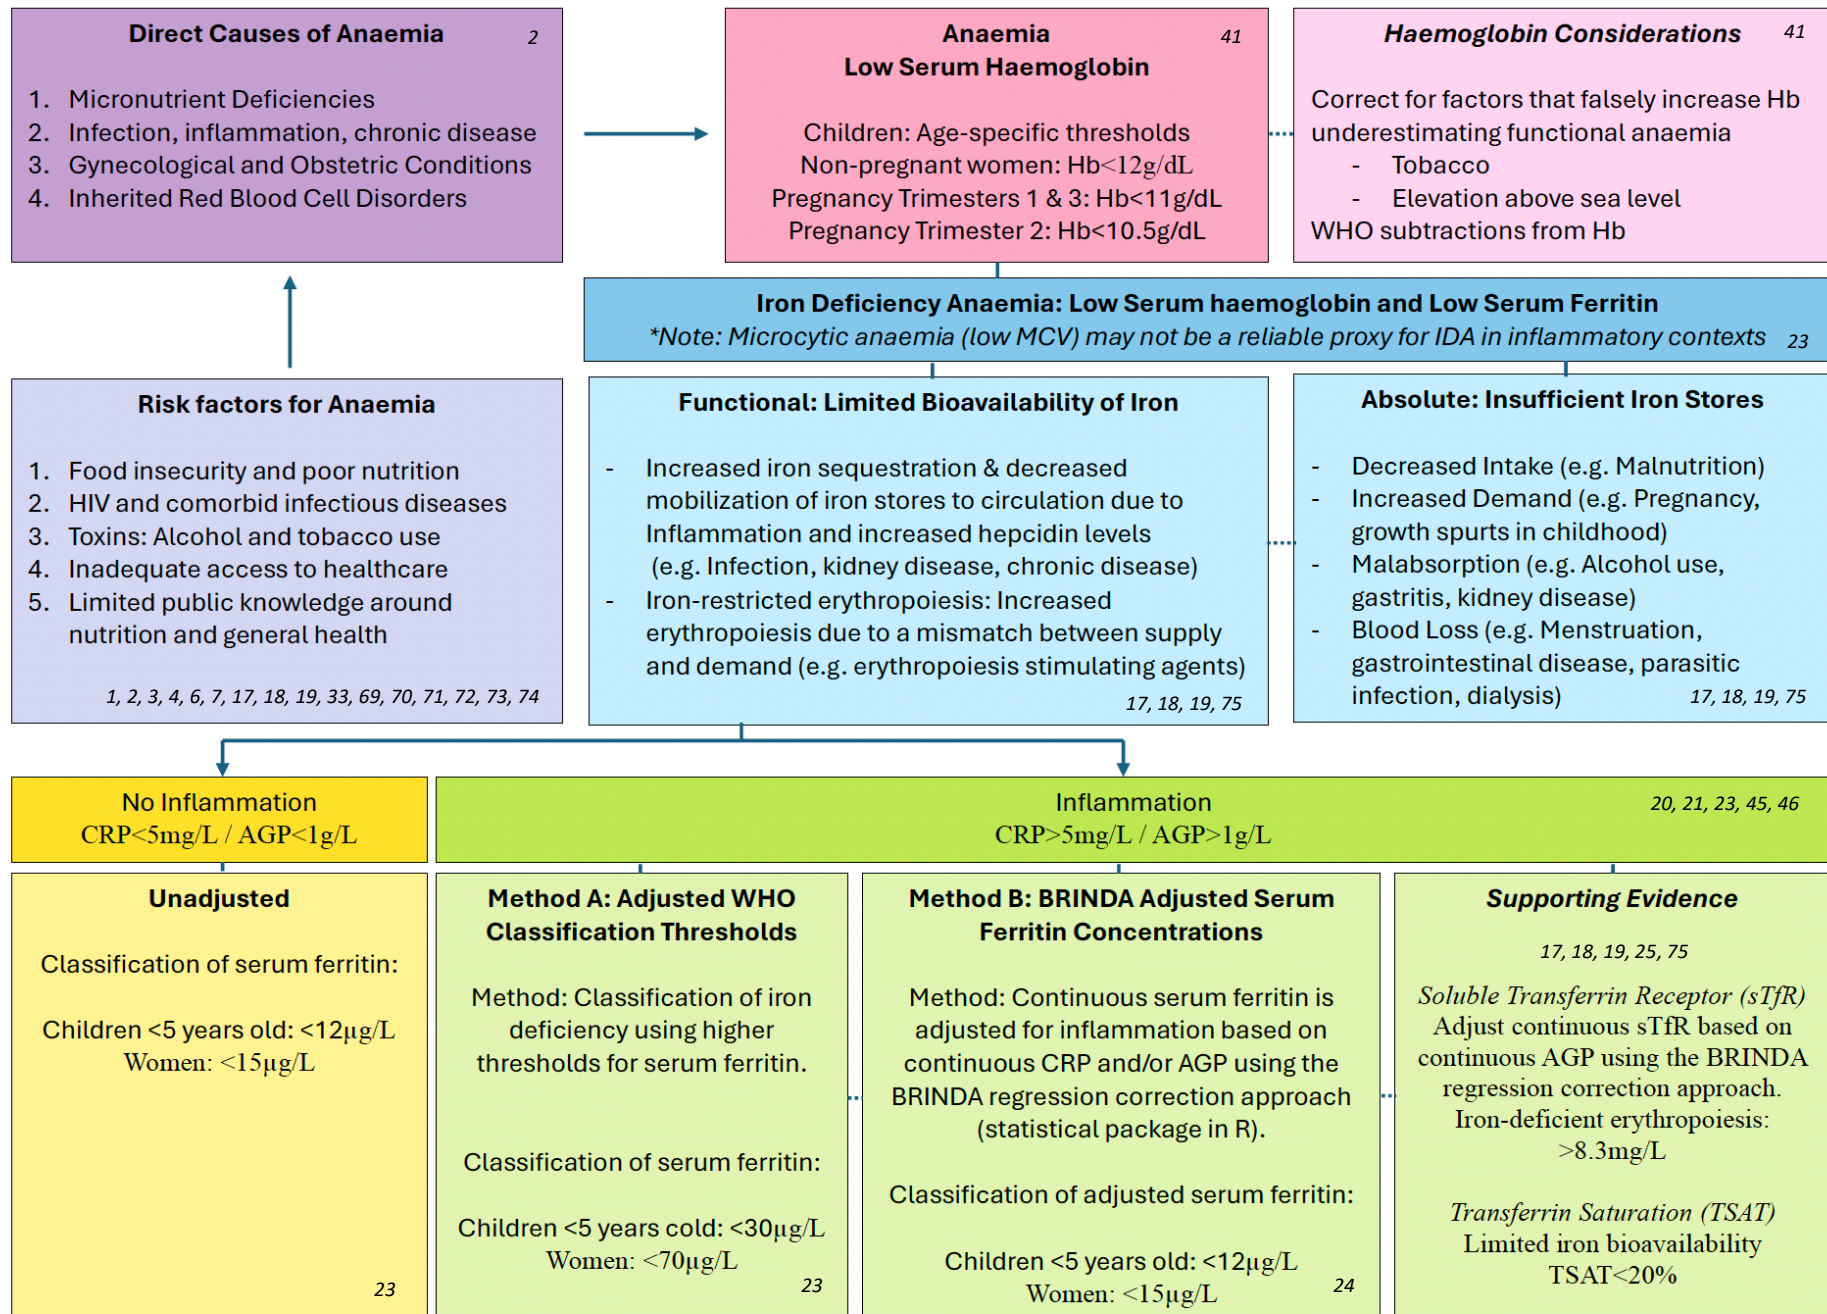 Direct Causes of Anaemia
2
1. Micronutrient Deficiencies
2. Infection, inflammation, chronic disease
3. Gynecological and Obstetric Conditions
4. Inherited Red Blood Cell Disorders
Anaemia
41
Low Serum Haemoglobin
Children: Age-specific thresholds
Non-pregnant women: Hb<12g/dL
Pregnancy Trimesters 1 & 3: Hb<11g/dL
Pregnancy Trimester 2: Hb<10.5g/dL
Haemoglobin Considerations
41
Correct for factors that falsely increase Hb
underestimating functional anaemia
- Tobacco
- Elevation above sea level
WHO subtractions from Hb
Iron Deficiency Anaemia: Low Serum haemoglobin and Low Serum Ferritin
*Note: Microcytic anaemia (low MCV) may not be a reliable proxy for IDA in inflammatory contexts
23
Risk factors for Anaemia
1. Food insecurity and poor nutrition
2. HIV and comorbid infectious diseases
3. Toxins: Alcohol and tobacco use
4. Inadequate access to healthcare
5. Limited public knowledge around
nutrition and general health
1, 2, 3, 4, 6, 7, 17, 18, 19, 33, 69, 70, 71, 72, 73, 74
Functional: Limited Bioavailability of Iron
- Increased iron sequestration & decreased
mobilization of iron stores to circulation due to
Inflammation and increased hepcidin levels
(e.g. Infection, kidney disease, chronic disease)
- Iron-restricted erythropoiesis: Increased
erythropoiesis due to a mismatch between supply
and demand (e.g. erythropoiesis stimulating agents)
17, 18, 19, 75
Absolute: Insufficient Iron Stores
- Decreased Intake (e.g. Malnutrition)
- Increased Demand (e.g. Pregnancy,
growth spurts in childhood)
- Malabsorption (e.g. Alcohol use,
gastritis, kidney disease)
- Blood Loss (e.g. Menstruation,
gastrointestinal disease, parasitic
infection, dialysis)
17, 18, 19, 75
No Inflammation
CRP<5mg/L / AGP<1g/L
Inflammation
CRP>5mg/L / AGP>1g/L
20, 21, 23, 45, 46
Unadjusted
Classification of serum ferritin:
Children <5 years old: <12µg/L
Women: <15µg/L
23
Method A: Adjusted WHO
Classification Thresholds
Method: Classification of iron
deficiency using higher
thresholds for serum ferritin.
Classification of serum ferritin:
Children <5 years cold: <30µg/L
Women: <70µg/L
23
Method B: BRINDA Adjusted Serum
Ferritin Concentrations
Method: Continuous serum ferritin is
adjusted for inflammation based on
continuous CRP and/or AGP using the
BRINDA regression correction approach
(statistical package in R).
Classification of adjusted serum ferritin:
Children <5 years old: <12µg/L
Women: <15µg/L
24
Supporting Evidence
17, 18, 19, 25, 75
Soluble Transferrin Receptor (sTfR)
Adjust continuous sTfR based on
continuous AGP using the BRINDA
regression correction approach.
Iron-deficient erythropoiesis:
>8.3mg/L
Transferrin Saturation (TSAT)
Limited iron bioavailability
TSAT<20%